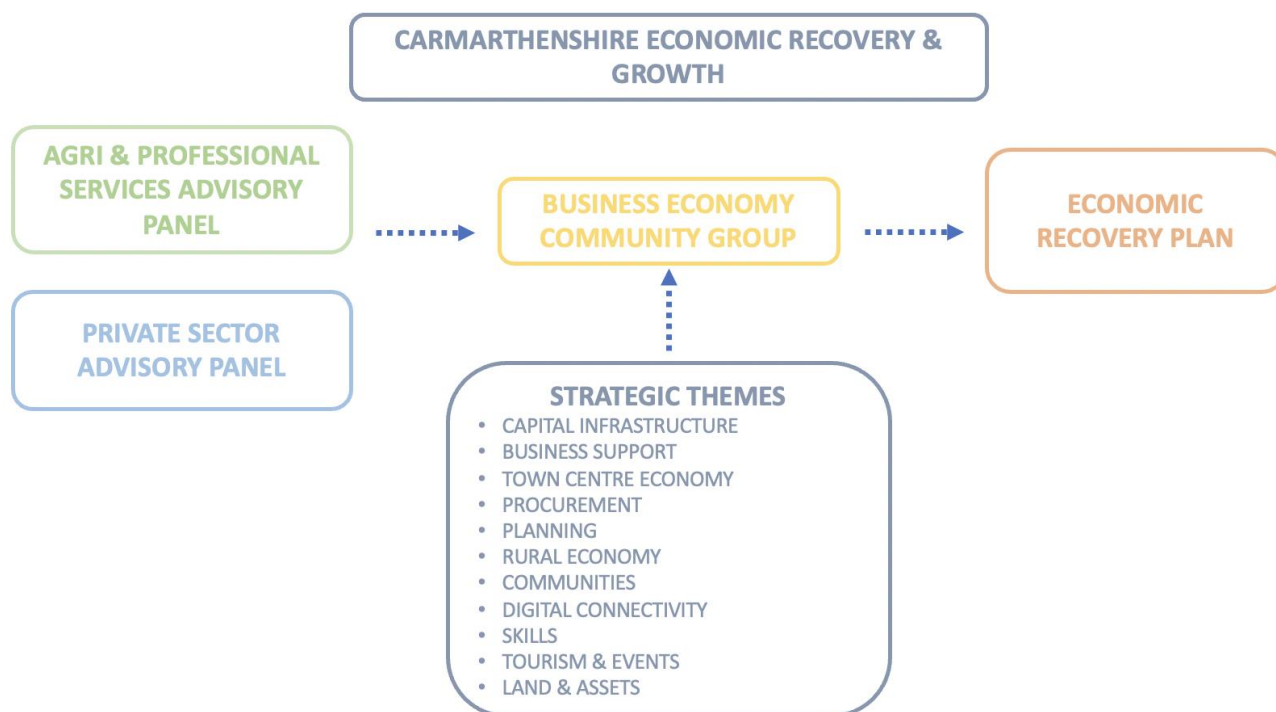 CARMARTHENSHIRE ECONOMIC RECOVERY &
GROWTH
AGRI & PROFESSIONAL
SERVICES ADVISORY
PANEL
PRIVATE SECTOR
ADVISORY PANEL
BUSINESS ECONOMY
COMMUNITY GROUP
ECONOMIC
RECOVERY PLAN
STRATEGIC THEMES
• CAPITAL INFRASTRUCTURE
• BUSINESS SUPPORT
• TOWN CENTRE ECONOMY
• PROCUREMENT
• PLANNING
• RURAL ECONOMY
• COMMUNITIES
• DIGITAL CONNECTIVITY
• SKILLS
• TOURISM & EVENTS
• LAND & ASSETS